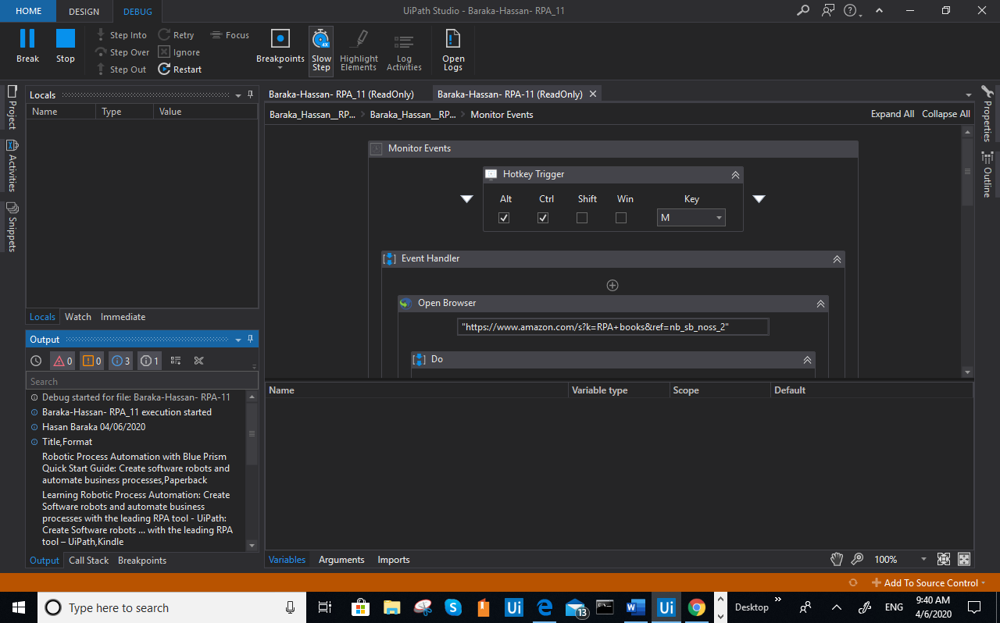 HOME
DESIGN
DEBUG
UiPath Studio - Baraka-Hassan- RPA_11
Break
Stop
Step Into
Step Over
Step Out
Retry
Ignore
Restart
Focus
Breakpoints
4X
Slow
Step
Highlight
Elements
Log
Activities
Open
Logs
Project
Activities
Snippets
Locals
Name
Type
Value
Locals
Watch
Immediate
Output
0
0
3
1
Search
Debug started for file: Baraka-Hassan- RPA-11
Baraka-Hassan- RPA_11 execution started
Hasan Baraka 04/06/2020
Title,Format
Robotic Process Automation with Blue Prism
Quick Start Guide: Create software robots and
automate business processes,Paperback
Learning Robotic Process Automation: Create
Software robots and automate business
processes with the leading RPA tool - UiPath:
Create Software robots ... with the leading RPA
tool – UiPath,Kindle
Output
Call Stack
Breakpoints
Baraka-Hassan- RPA_11 (ReadOnly)
Baraka-Hassan- RPA-11 (ReadOnly)
Baraka_Hassan__RP...
Baraka_Hassan__RP...
Monitor Events
Expand All
Collapse All
Monitor Events
Hotkey Trigger
Alt
Ctrl
Shift
Win
Key
M
Event Handler
Open Browser
"https://www.amazon.com/s?k=RPA+books&ref=nb_sb_noss_2"
Do
Name
Variable type
Scope
Default
Variables
Arguments
Imports
100%
Properties
Outline
Add To Source Control
Type here to search
Ui
13
Ui
Desktop
ENG
9:40 AM
4/6/2020